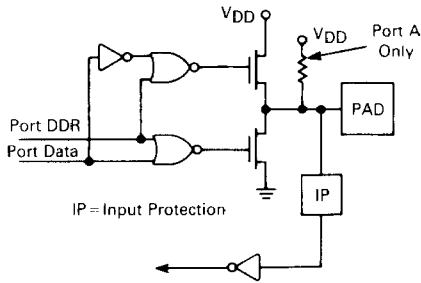 VDD
VDD
Port A
Only
PAD
Port DDR
Port Data
IP
IP = Input Protection